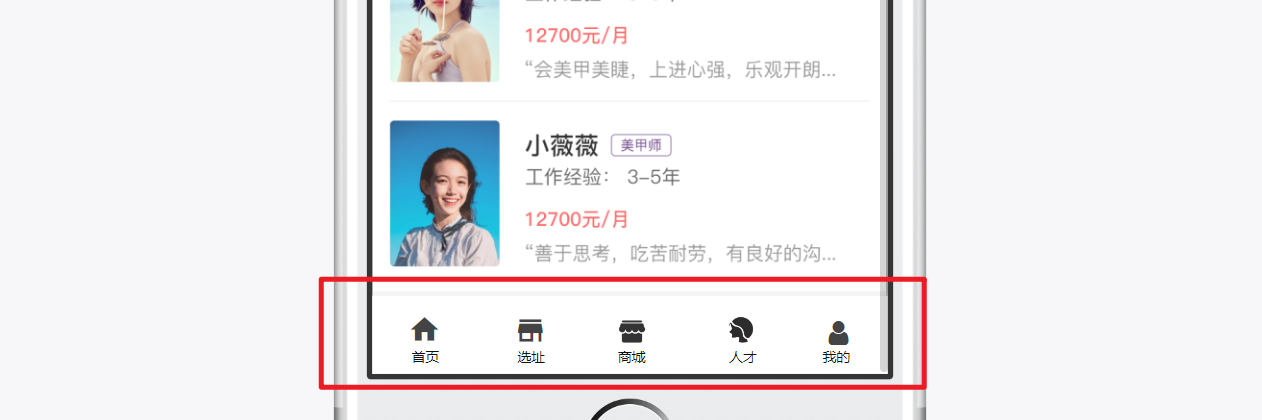 12700元/月
“会美甲美睫，上进心强，乐观开朗...
小薇薇 美甲师
工作经验： 3-5年
12700元/月
“善于思考，吃苦耐劳，有良好的沟...
首页 选址 商城 人才 我的